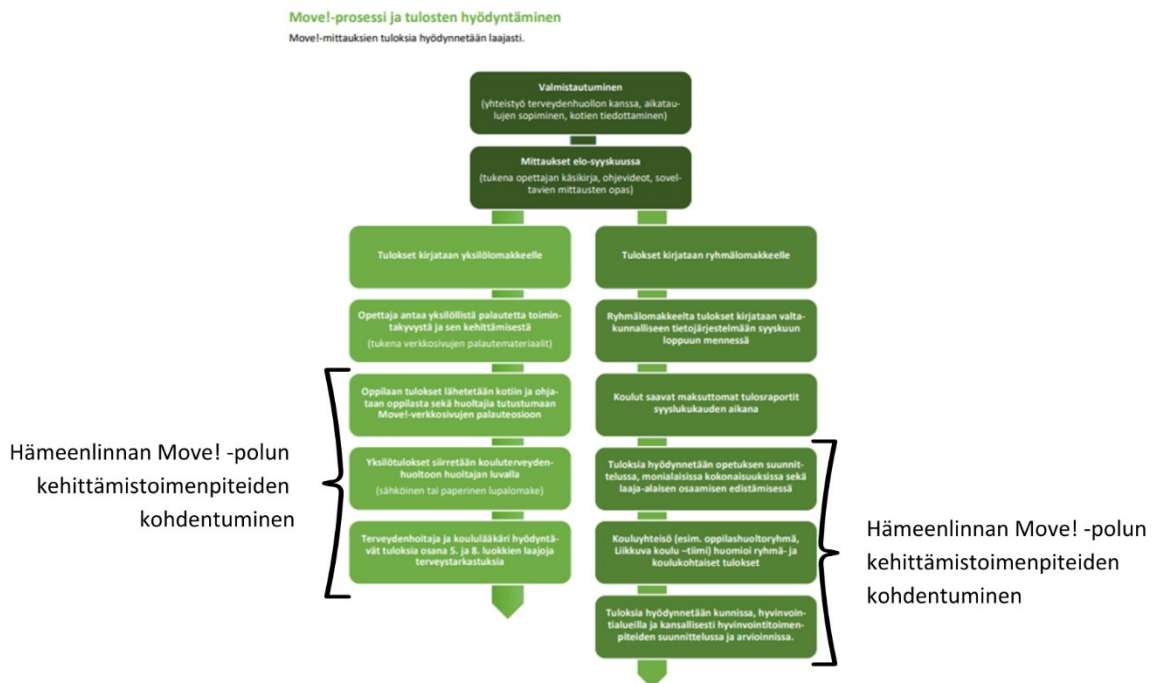 Move!-prosessi ja tulosten hyödyntäminen
Move!-mittauksien tuloksia hyödynnetään laajasti.
Valmistautuminen
(yhteistyö terveydenhuollon kanssa, aikatau-
lujen sopiminen, kotien tiedottaminen)
Mittaukset elo-syyskuussa
(tukena opettajan käsikirja, ohjevideot, sovel-
tavien mittausten opas)
Tulokset kirjataan yksilölomakkeelle
Opettaja antaa yksilöllistä palautetta toimin-
takyvystä ja sen kehittämisestä
(tukena verkkosivujen palautemateriaalit)
Oppilaan tulokset lähetetään kotiin ja ohja-
taan oppilasta sekä huoltajia tutustumaan
Move!-verkkosivujen palauteosioon
Yksilötulokset siirretään kouluterveyden-
huoltoon huoltajan luvalla
(sähköinen tai paperinen lupalomake)
Terveydenhoitaja ja koululääkäri hyödyntä-
vät tuloksia osana 5. ja 8. luokkien laajoja
terveystarkastuksia
Hämeenlinnan Move! -polun
kehittämistoimenpiteiden
kohdentuminen
Tulokset kirjataan ryhmälomakkeelle
Ryhmälomakkeelta tulokset kirjataan valta-
kunnalliseen tietojärjestelmään syyskuun
loppuun mennessä
Koulut saavat maksuttomat tulosraportit
syyslukukauden aikana
Tuloksia hyödynnetään opetuksen suunnit-
telussa, monialaisissa kokonaisuuksissa sekä
laaja-alaisen osaamisen edistämisessä
Kouluyhteisö (esim. oppilashuoltoryhmä,
Liikkuva koulu –tiimi) huomioi ryhmä- ja
koulukohtaiset tulokset
Tuloksia hyödynnetään kunnissa, hyvinvoin-
tialueilla ja kansallisesti hyvinvointitoimen-
piteiden suunnittelussa ja arvioinnissa.
Hämeenlinnan Move! -polun
kehittämistoimenpiteiden
kohdentuminen